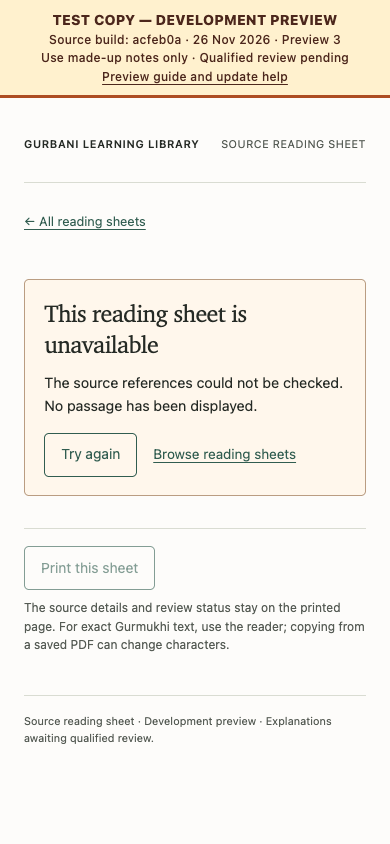 TEST COPY — DEVELOPMENT PREVIEW
Source build: acfeb0a · 26 Nov 2026 · Preview 3
Use made-up notes only · Qualified review pending
Preview guide and update help
GURBANI LEARNING LIBRARY SOURCE READING SHEET
← All reading sheets
This reading sheet is
unavailable
The source references could not be checked.
No passage has been displayed.
Try again Browse reading sheets
Print this sheet
The source details and review status stay on the printed
page. For exact Gurmukhi text, use the reader; copying from
a saved PDF can change characters.
Source reading sheet · Development preview · Explanations
awaiting qualified review.